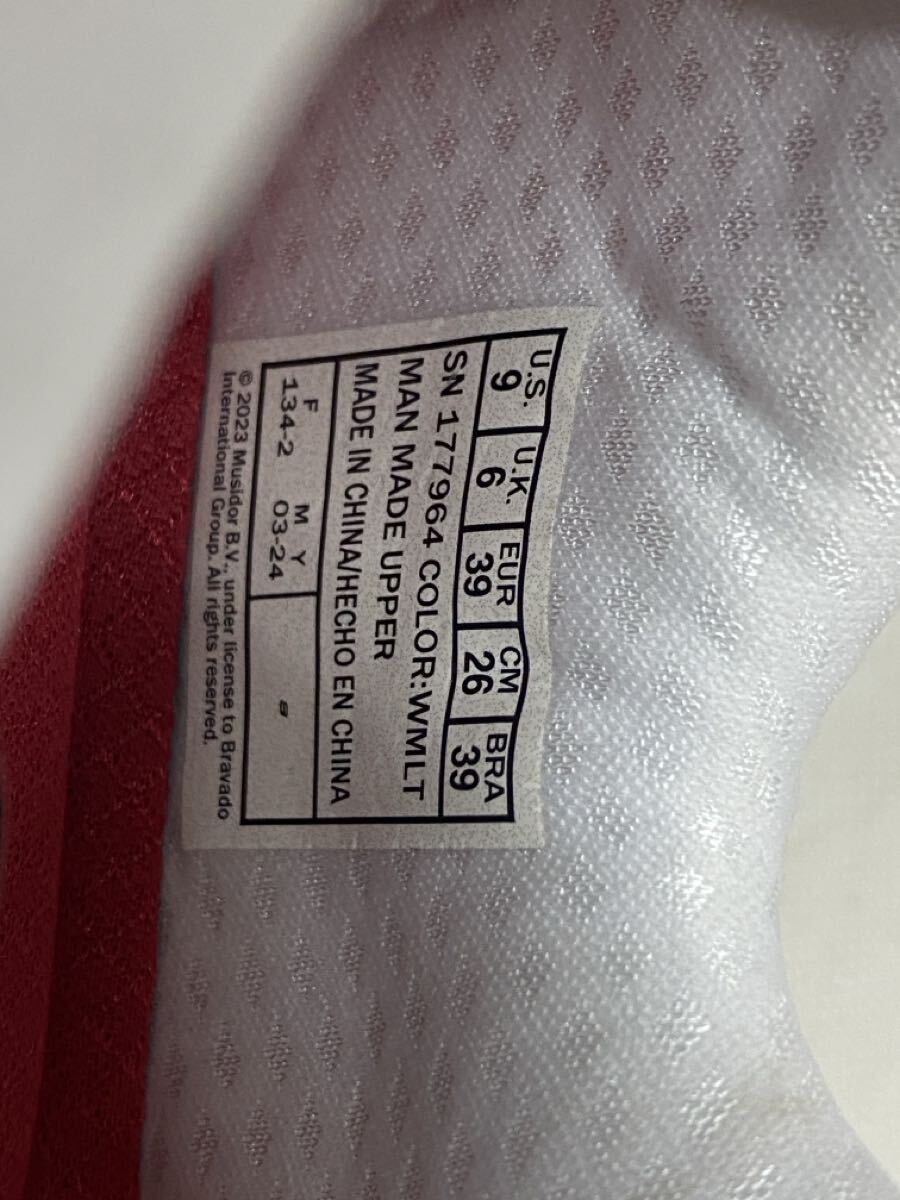 U.S. U.K. EUR CM BRA
9 6 39 26 39
SN 177964 COLOR:WMLT
MAN MADE UPPER
MADE IN CHINA/HECHO EN CHINA
F M Y
134-2 03-24
© 2023 Musidor B.V., under license to Bravado
International Group. All rights reserved.